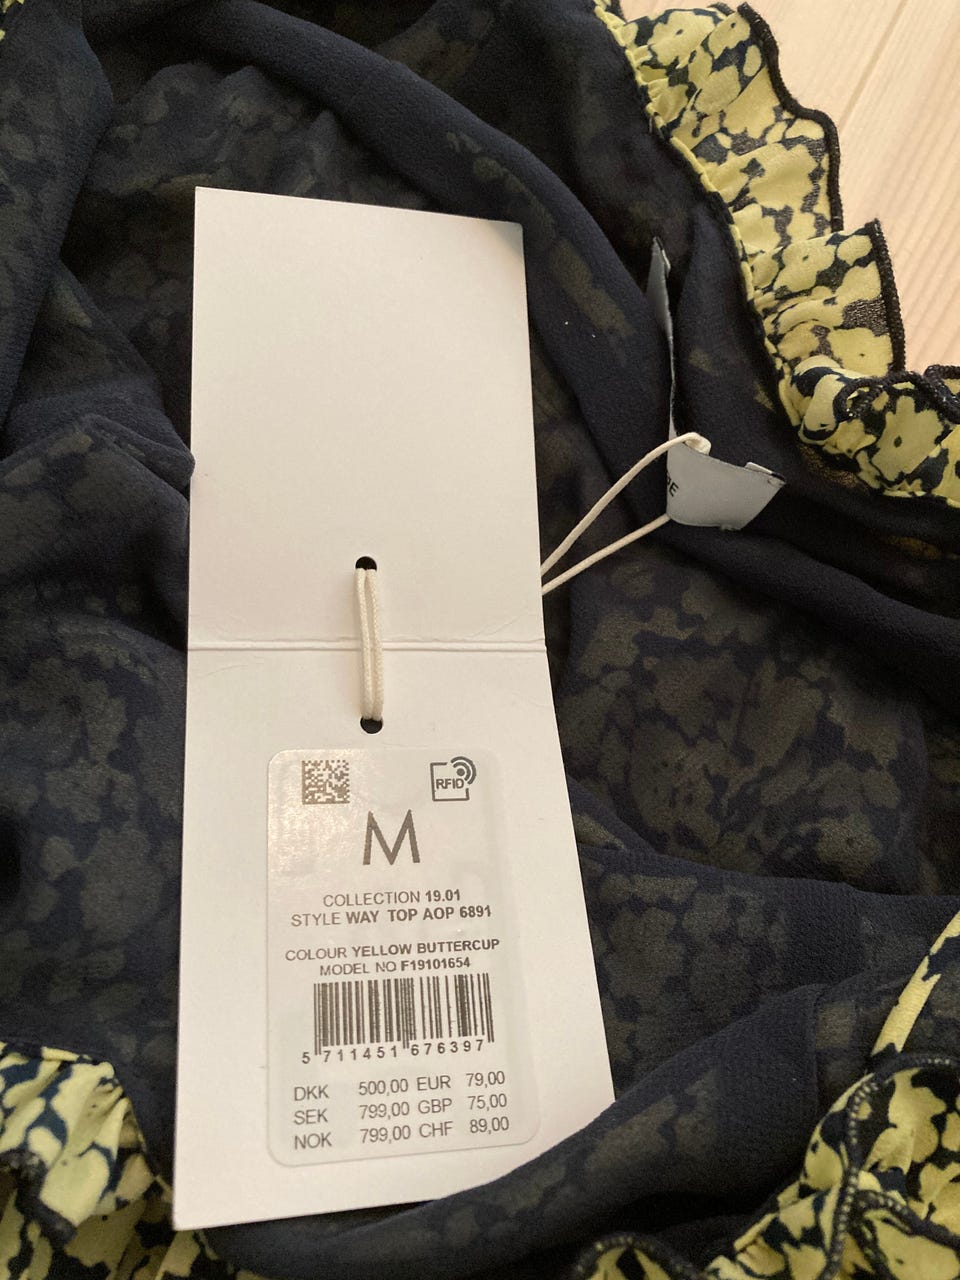 RFID
M
COLLECTION 19.01
STYLE WAY TOP AOP 6891
COLOUR YELLOW BUTTERCUP
MODEL NO F19101654
5 711451 676397
DKK 500,00 EUR 79,00
SEK 799,00 GBP 75,00
NOK 799,00 CHF 89,00